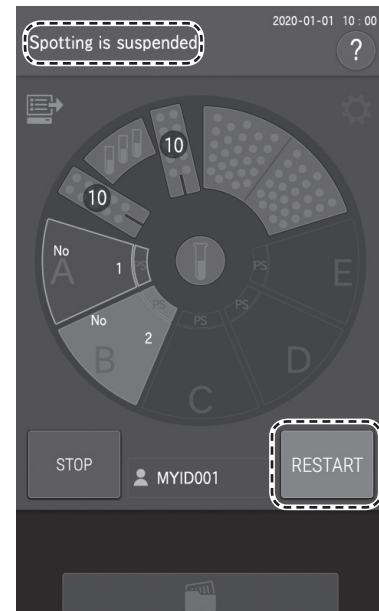 2020-01-01 10:00
Spotting is suspended
?
10
10
No
A
1
PS
PS
E
No
B
2
PS
PS
PS
C
D
STOP
MYID001
RESTART